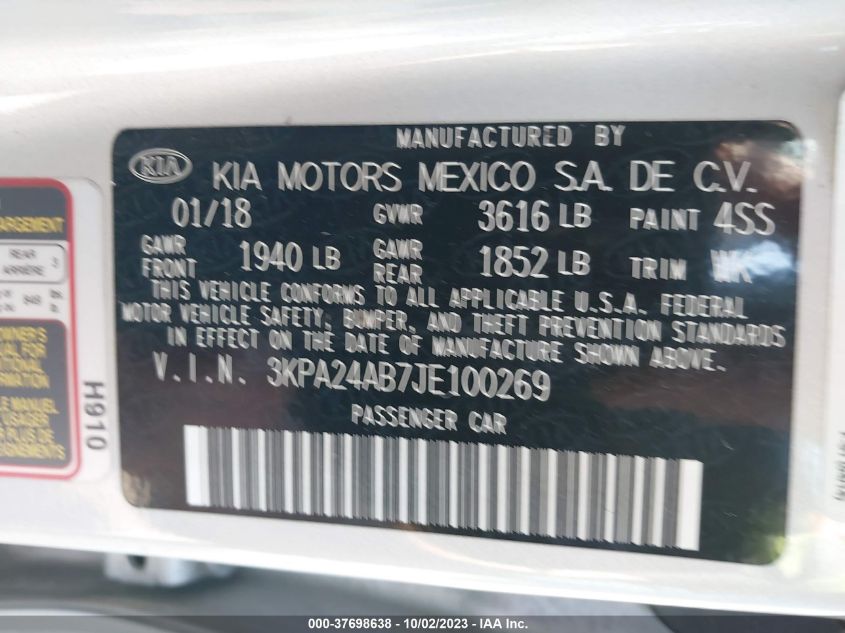 MANUFACTURED BY
KIA KIA MOTORS MEXICO S.A. DE C.V.
01/18 GVWR 3616 LB PAINT 4SS
GAWR FRONT 1940 LB GAWR REAR 1852 LB TRIM WK
THIS VEHICLE CONFORMS TO ALL APPLICABLE U.S.A. FEDERAL
MOTOR VEHICLE SAFETY, BUMPER, AND THEFT PREVENTION STANDARDS
IN EFFECT ON THE DATE OF MANUFACTURE SHOWN ABOVE.
V.I.N. 3KPA24AB7JE100269
PASSENGER CAR
REAR
ARRIÈRE
H910
000-37698638 - 10/02/2023 - IAA Inc.